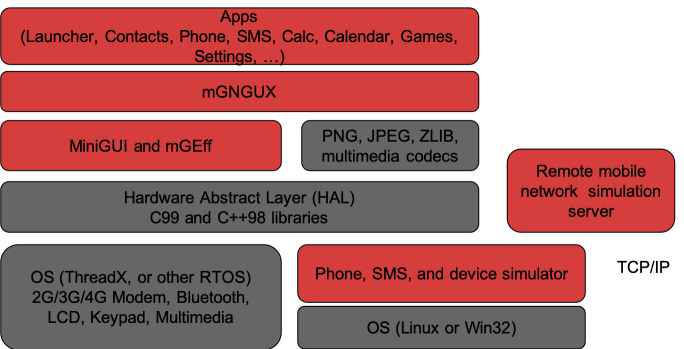 Apps
(Launcher, Contacts, Phone, SMS, Calc, Calendar, Games,
Settings, …)
mGNGUX
MiniGUI and mGEff
PNG, JPEG, ZLIB,
multimedia codecs
Remote mobile
network simulation
server
Hardware Abstract Layer (HAL)
C99 and C++98 libraries
OS (ThreadX, or other RTOS)
2G/3G/4G Modem, Bluetooth,
LCD, Keypad, Multimedia
Phone, SMS, and device simulator
TCP/IP
OS (Linux or Win32)